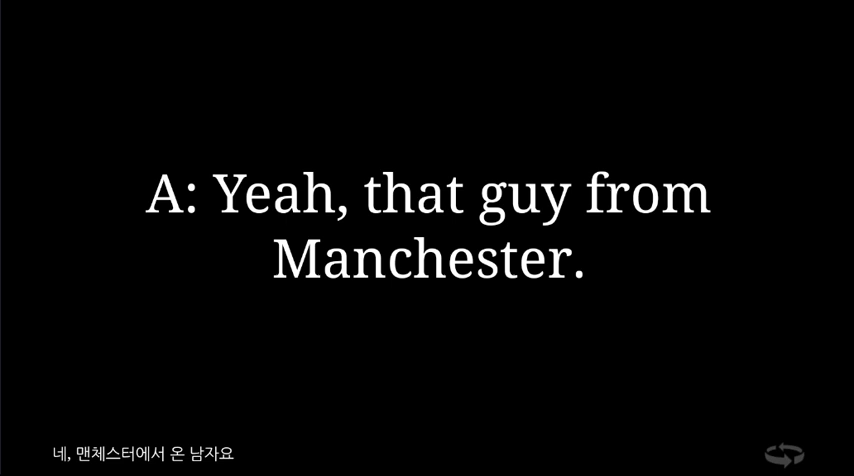 A: Yeah, that guy from
Manchester.
네, 맨체스터에서 온 남자요